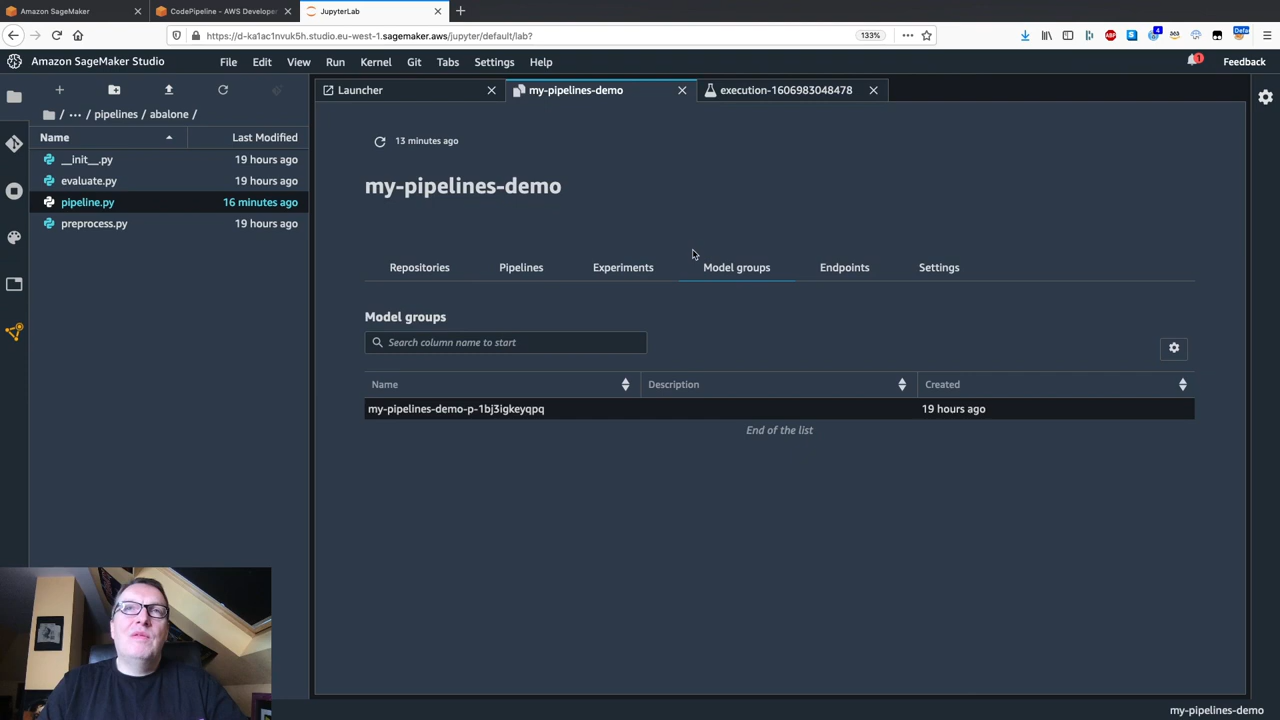 Amazon SageMaker
CodePipeline - AWS Developer
JupyterLab
https://d-ka1ac1nvuk5h.studio.eu-west-1.sagemaker.aws/jupyter/default/lab?
133%
4
ABP
Defa
Amazon SageMaker Studio
File Edit View Run Kernel Git Tabs Settings Help
1
Feedback
/ ... / pipelines / abalone /
Name Last Modified
__init__.py 19 hours ago
evaluate.py 19 hours ago
pipeline.py 16 minutes ago
preprocess.py 19 hours ago
Launcher
my-pipelines-demo
execution-1606983048478
13 minutes ago
my-pipelines-demo
Repositories Pipelines Experiments Model groups Endpoints Settings
Model groups
Search column name to start
Name Description Created
my-pipelines-demo-p-1bj3igkeyqpq 19 hours ago
End of the list
my-pipelines-demo